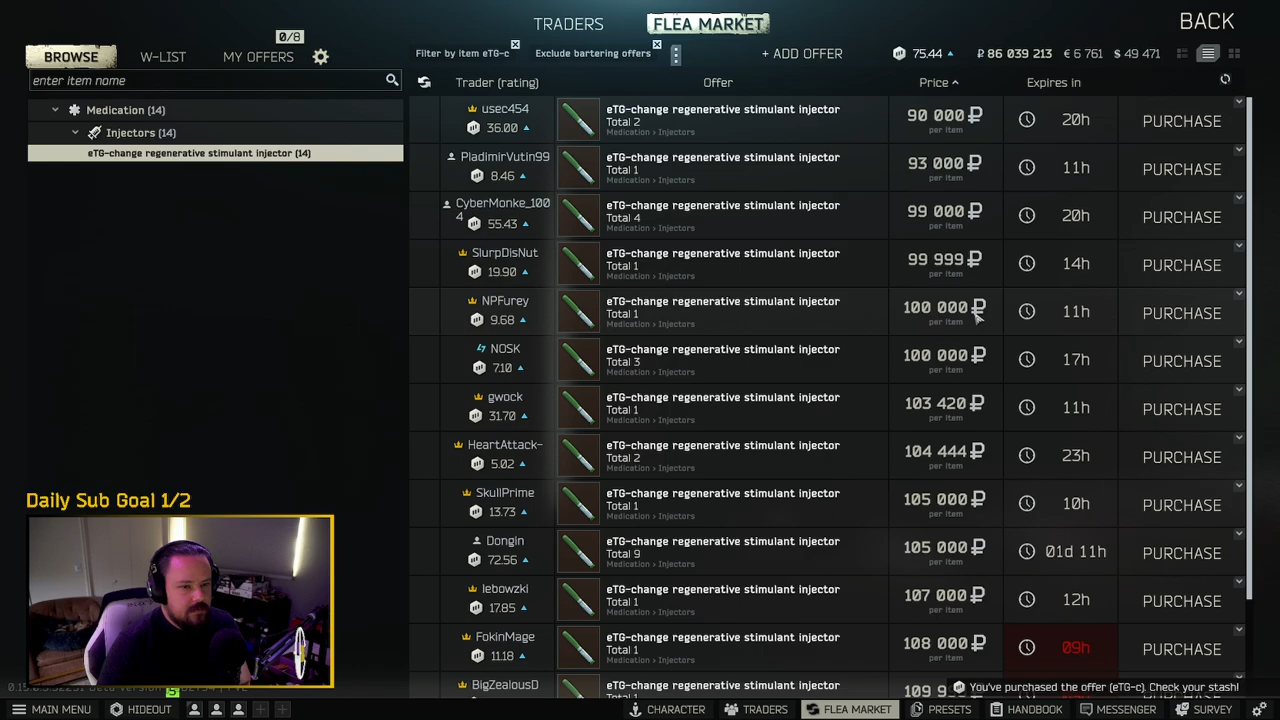 TRADERS
FLEA MARKET
BACK
0/8
BROWSE
W-LIST
MY OFFERS
Filter by item eTG-c
Exclude bartering offers
+ ADD OFFER
75.44
₽ 86 039 213
€ 6 761
$ 49 471
enter item name
Trader (rating)
Offer
Price
Expires in
Medication (14)
Injectors (14)
eTG-change regenerative stimulant injector (14)
usec454
36.00
eTG-change regenerative stimulant injector
Total 2
Medication > Injectors
90 000 ₽
per item
20h
PURCHASE
PladimirVutin99
8.46
eTG-change regenerative stimulant injector
Total 1
Medication > Injectors
93 000 ₽
per item
11h
PURCHASE
CyberMonke_100
4
55.43
eTG-change regenerative stimulant injector
Total 4
Medication > Injectors
99 000 ₽
per item
20h
PURCHASE
SlurpDisNut
19.90
eTG-change regenerative stimulant injector
Total 1
Medication > Injectors
99 999 ₽
per item
14h
PURCHASE
NPFurey
9.68
eTG-change regenerative stimulant injector
Total 1
Medication > Injectors
100 000 ₽
per item
11h
PURCHASE
NOSK
7.10
eTG-change regenerative stimulant injector
Total 3
Medication > Injectors
100 000 ₽
per item
17h
PURCHASE
gwock
31.70
eTG-change regenerative stimulant injector
Total 1
Medication > Injectors
103 420 ₽
per item
11h
PURCHASE
HeartAttack-
5.02
eTG-change regenerative stimulant injector
Total 2
Medication > Injectors
104 444 ₽
per item
23h
PURCHASE
SkullPrime
13.73
eTG-change regenerative stimulant injector
Total 1
Medication > Injectors
105 000 ₽
per item
10h
PURCHASE
Dongin
72.56
eTG-change regenerative stimulant injector
Total 9
Medication > Injectors
105 000 ₽
per item
01d 11h
PURCHASE
lebowzki
17.85
eTG-change regenerative stimulant injector
Total 1
Medication > Injectors
107 000 ₽
per item
12h
PURCHASE
FokinMage
11.18
eTG-change regenerative stimulant injector
Total 1
Medication > Injectors
108 000 ₽
per item
09h
PURCHASE
BigZealousD
eTG-change regenerative stimulant injector
Daily Sub Goal 1/2
You've purchased the offer (eTG-c). Check your stash!
MAIN MENU
HIDEOUT
CHARACTER
TRADERS
FLEA MARKET
PRESETS
HANDBOOK
MESSENGER
SURVEY